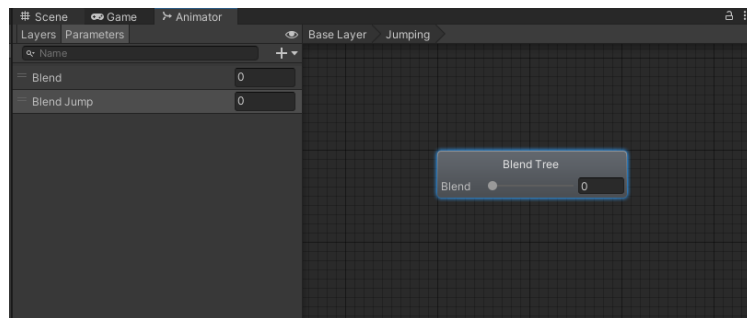 Scene Game Animator
Layers Parameters Base Layer Jumping
Name
Blend 0
Blend Jump 0
Blend Tree
Blend 0